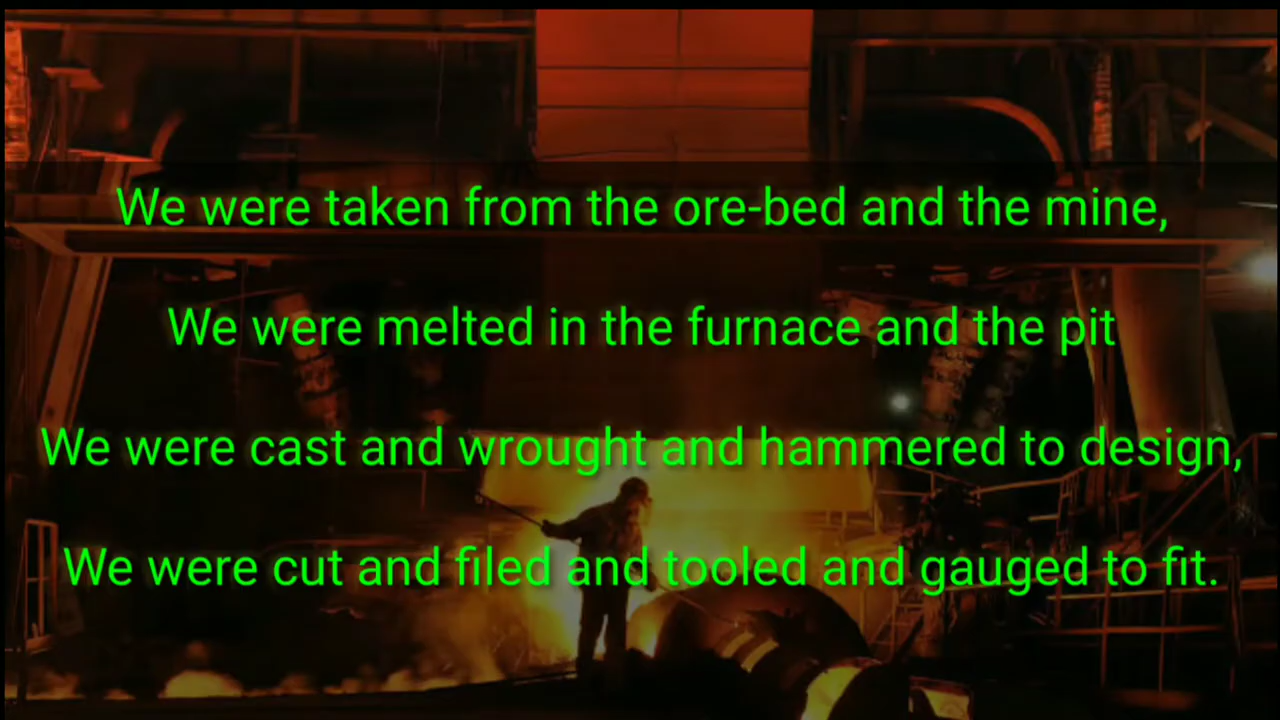 We were taken from the ore-bed and the mine,
We were melted in the furnace and the pit
We were cast and wrought and hammered to design,
We were cut and filed and tooled and gauged to fit.